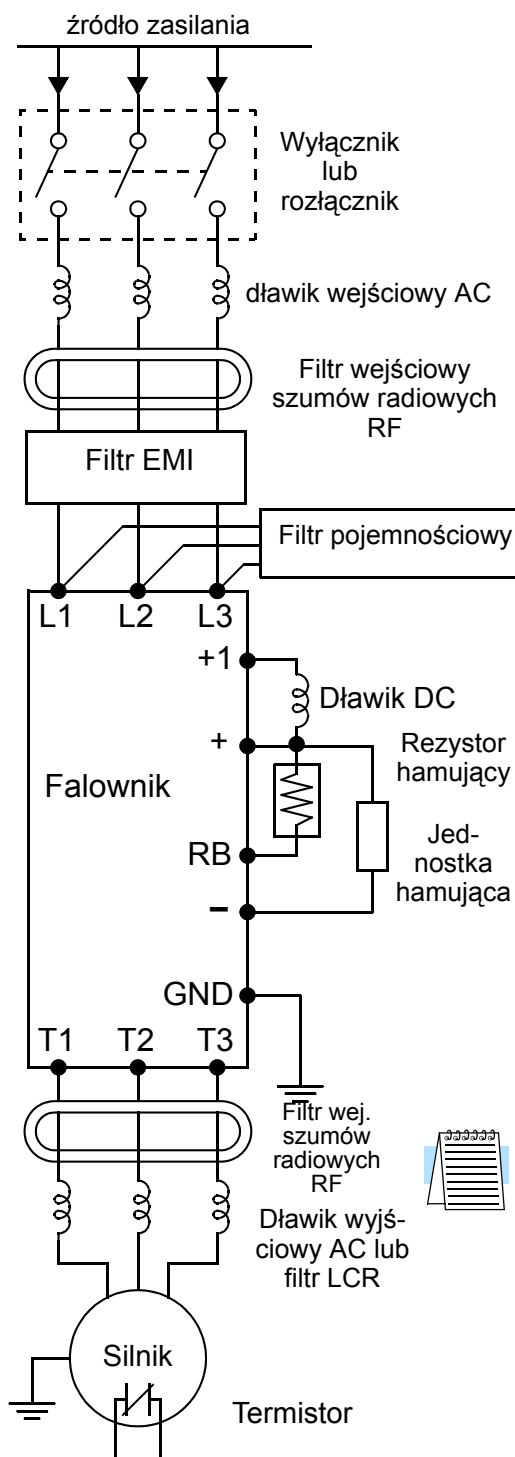 źródło zasilania
Wyłącznik
lub
rozłącznik
dławik wejściowy AC
Filtr wejściowy
szumów radiowych
RF
Filtr EMI
Filtr pojemnościowy
L1 L2 L3
+1
Dławik DC
+
Rezystor
hamujący
Falownik
Jed-
nostka
hamująca
RB
−
GND
T1 T2 T3
Filtr wej.
szumów
radiowych
RF
Dławik wyjś-
ciowy AC lub
filtr LCR
Silnik
Termistor